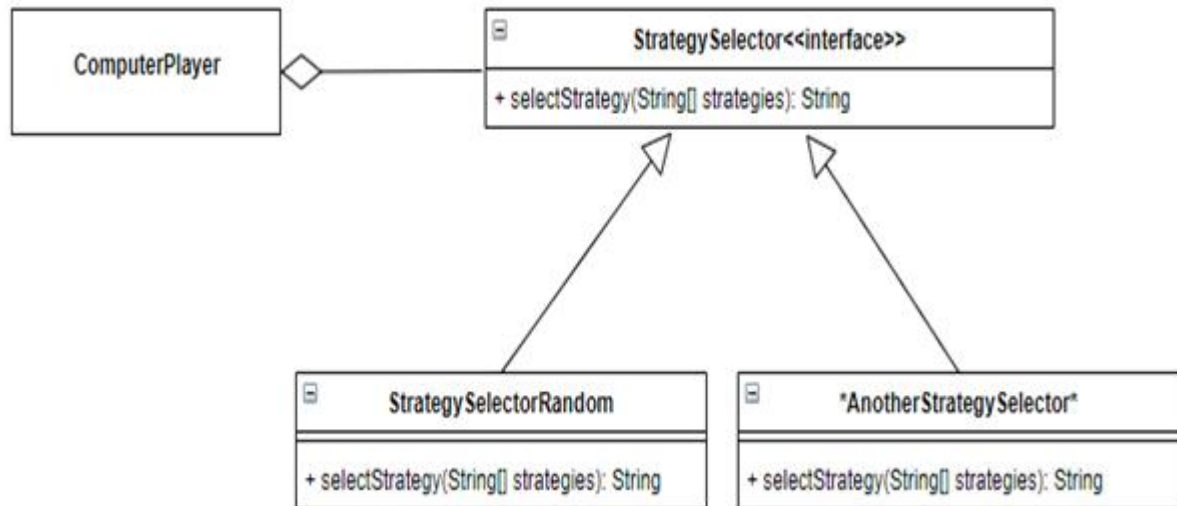 ComputerPlayer
StrategySelector<<interface>>
+ selectStrategy(String[] strategies): String
StrategySelectorRandom
+ selectStrategy(String[] strategies): String
*AnotherStrategySelector*
+ selectStrategy(String[] strategies): String